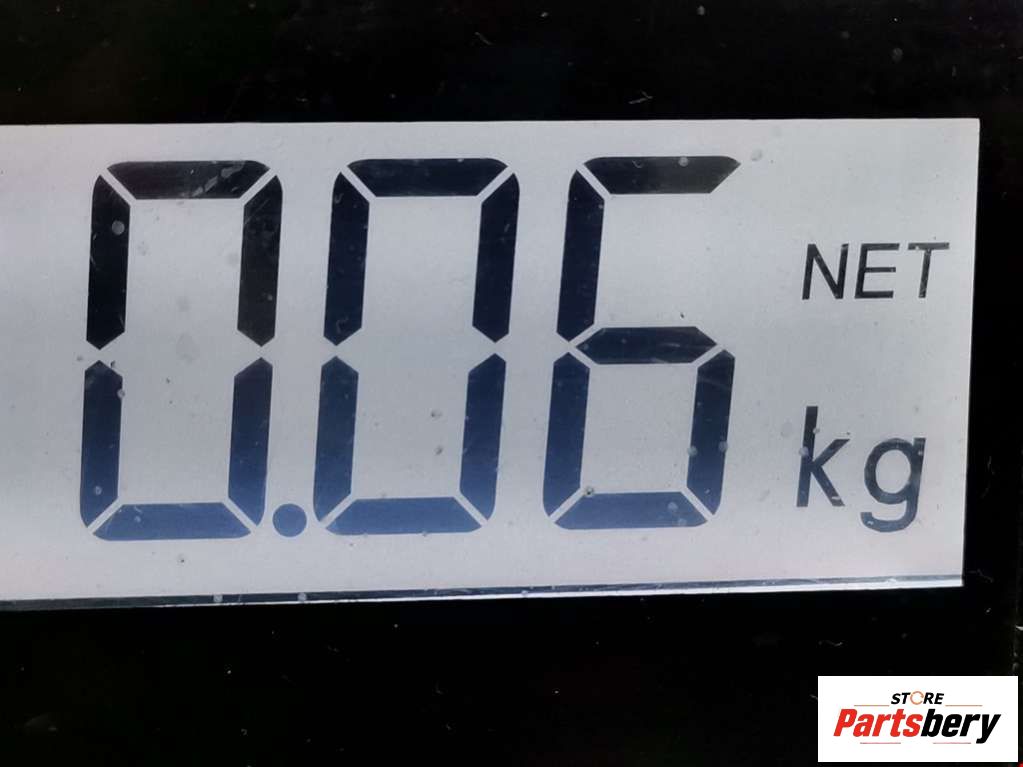 0.06
NET
kg
STORE
Partsbery